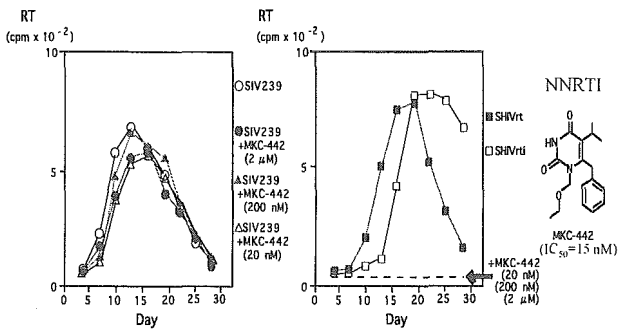 RT
(cpm x 10⁻²)
10
5
0
0 5 10 15 20 25 30
Day
SIV239
SIV239
+MKC-442
(2 μM)
SIV239
+MKC-442
(200 nM)
SIV239
+MKC-442
(20 nM)
RT
(cpm x 10⁻²)
10
5
0
0 5 10 15 20 25 30
Day
SHIVrt
SHIVrti
+MKC-442
(20 nM)
(200 nM)
(2 μM)
NNRTI
O
HN
O N
O
MKC-442
(IC₅₀=15 nM)